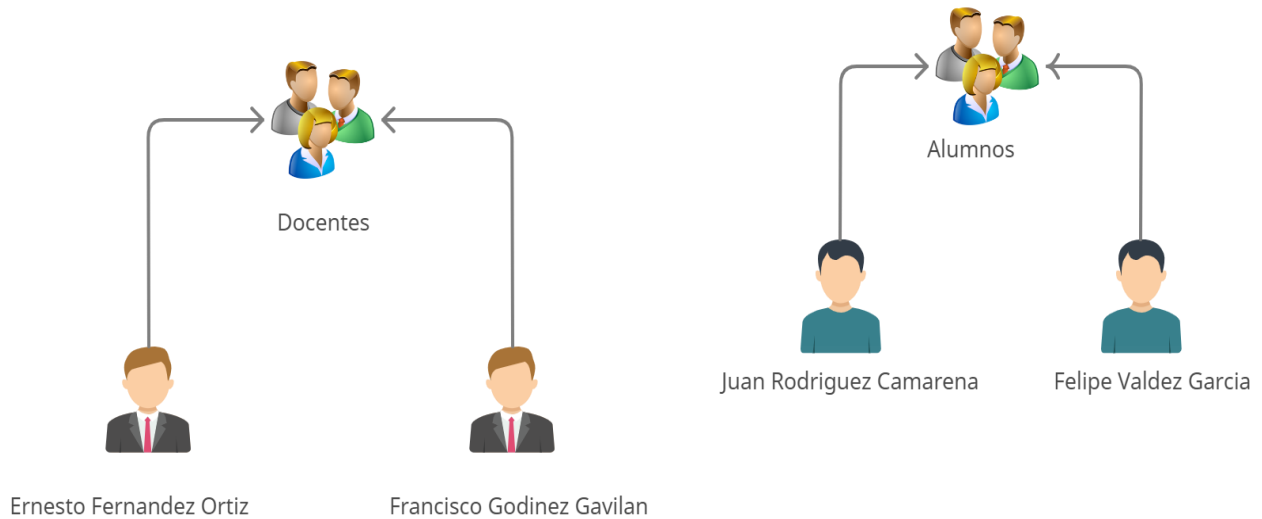 Docentes
Ernesto Fernandez Ortiz
Francisco Godinez Gavilan
Alumnos
Juan Rodriguez Camarena
Felipe Valdez Garcia